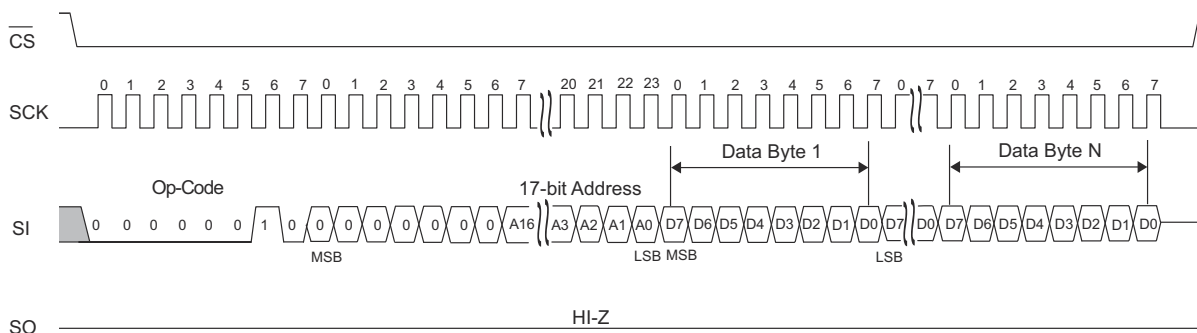 CS
0 1 2 3 4 5 6 7 0 1 2 3 4 5 6 7 20 21 22 23 0 1 2 3 4 5 6 7 0 7 0 1 2 3 4 5 6 7
SCK
Data Byte 1 Data Byte N
Op-Code 17-bit Address
SI 0 0 0 0 0 0 1 0 0 0 0 0 0 0 0 A16 A3 A2 A1 A0 D7 D6 D5 D4 D3 D2 D1 D0 D7 D0 D7 D6 D5 D4 D3 D2 D1 D0
MSB LSB MSB LSB
HI-Z
SO